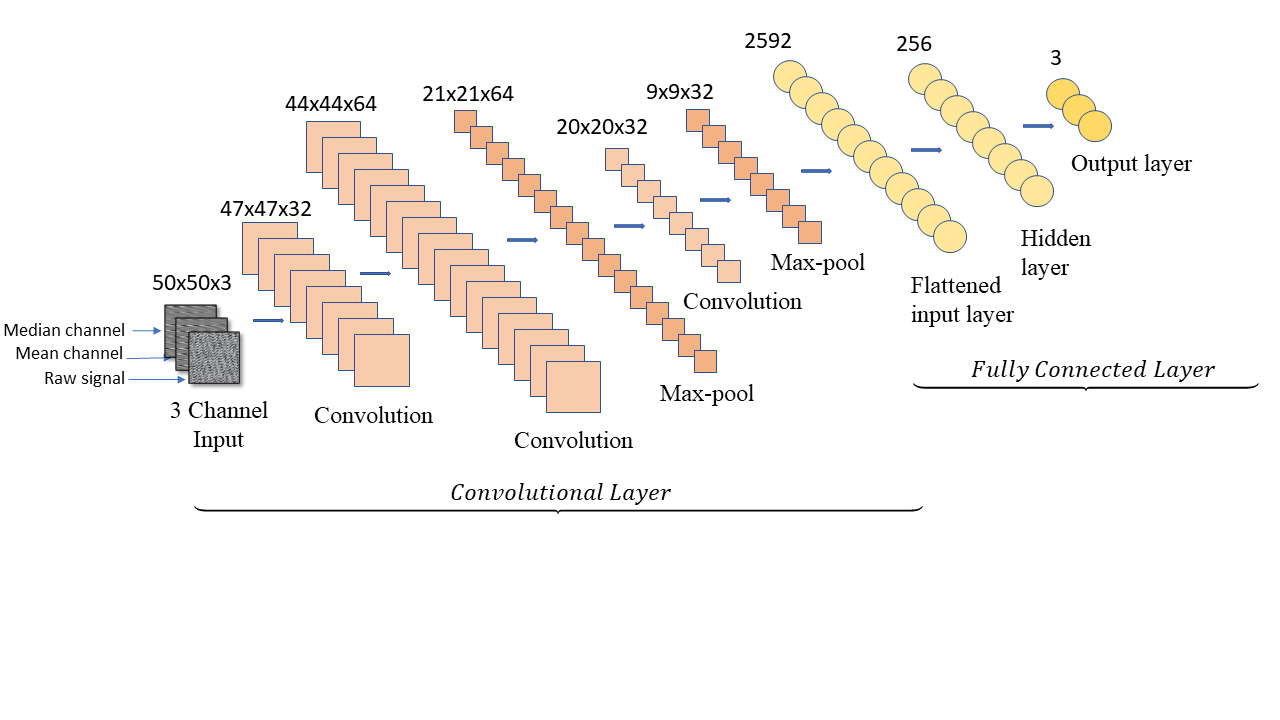 2592
256
3
44x44x64
21x21x64
9x9x32
20x20x32
47x47x32
50x50x3
Median channel
Mean channel
Raw signal
3 Channel
Input
Convolution
Convolution
Max-pool
Convolution
Max-pool
Flattened
input layer
Hidden
layer
Output layer
Fully Connected Layer
Convolutional Layer